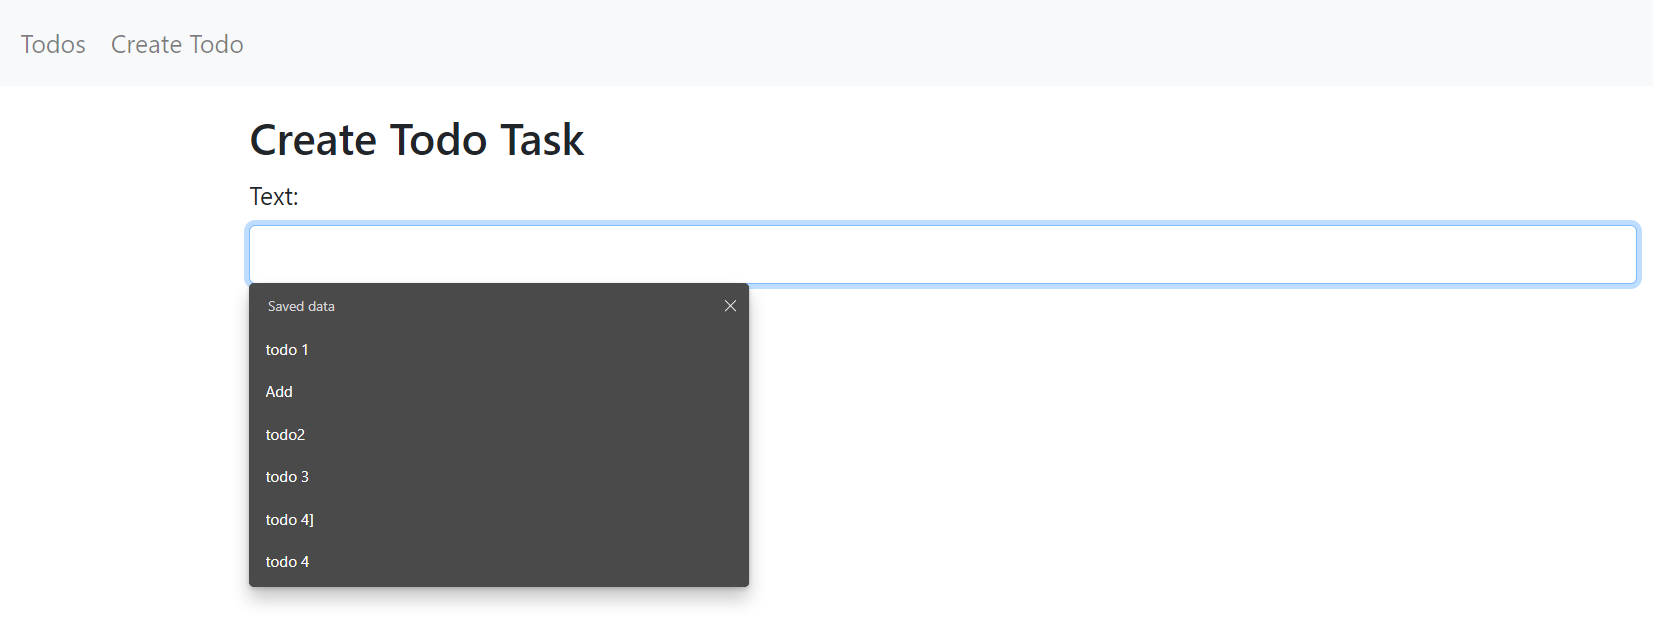 Todos Create Todo
Create Todo Task
Text:
Saved data
todo 1
Add
todo2
todo 3
todo 4]
todo 4